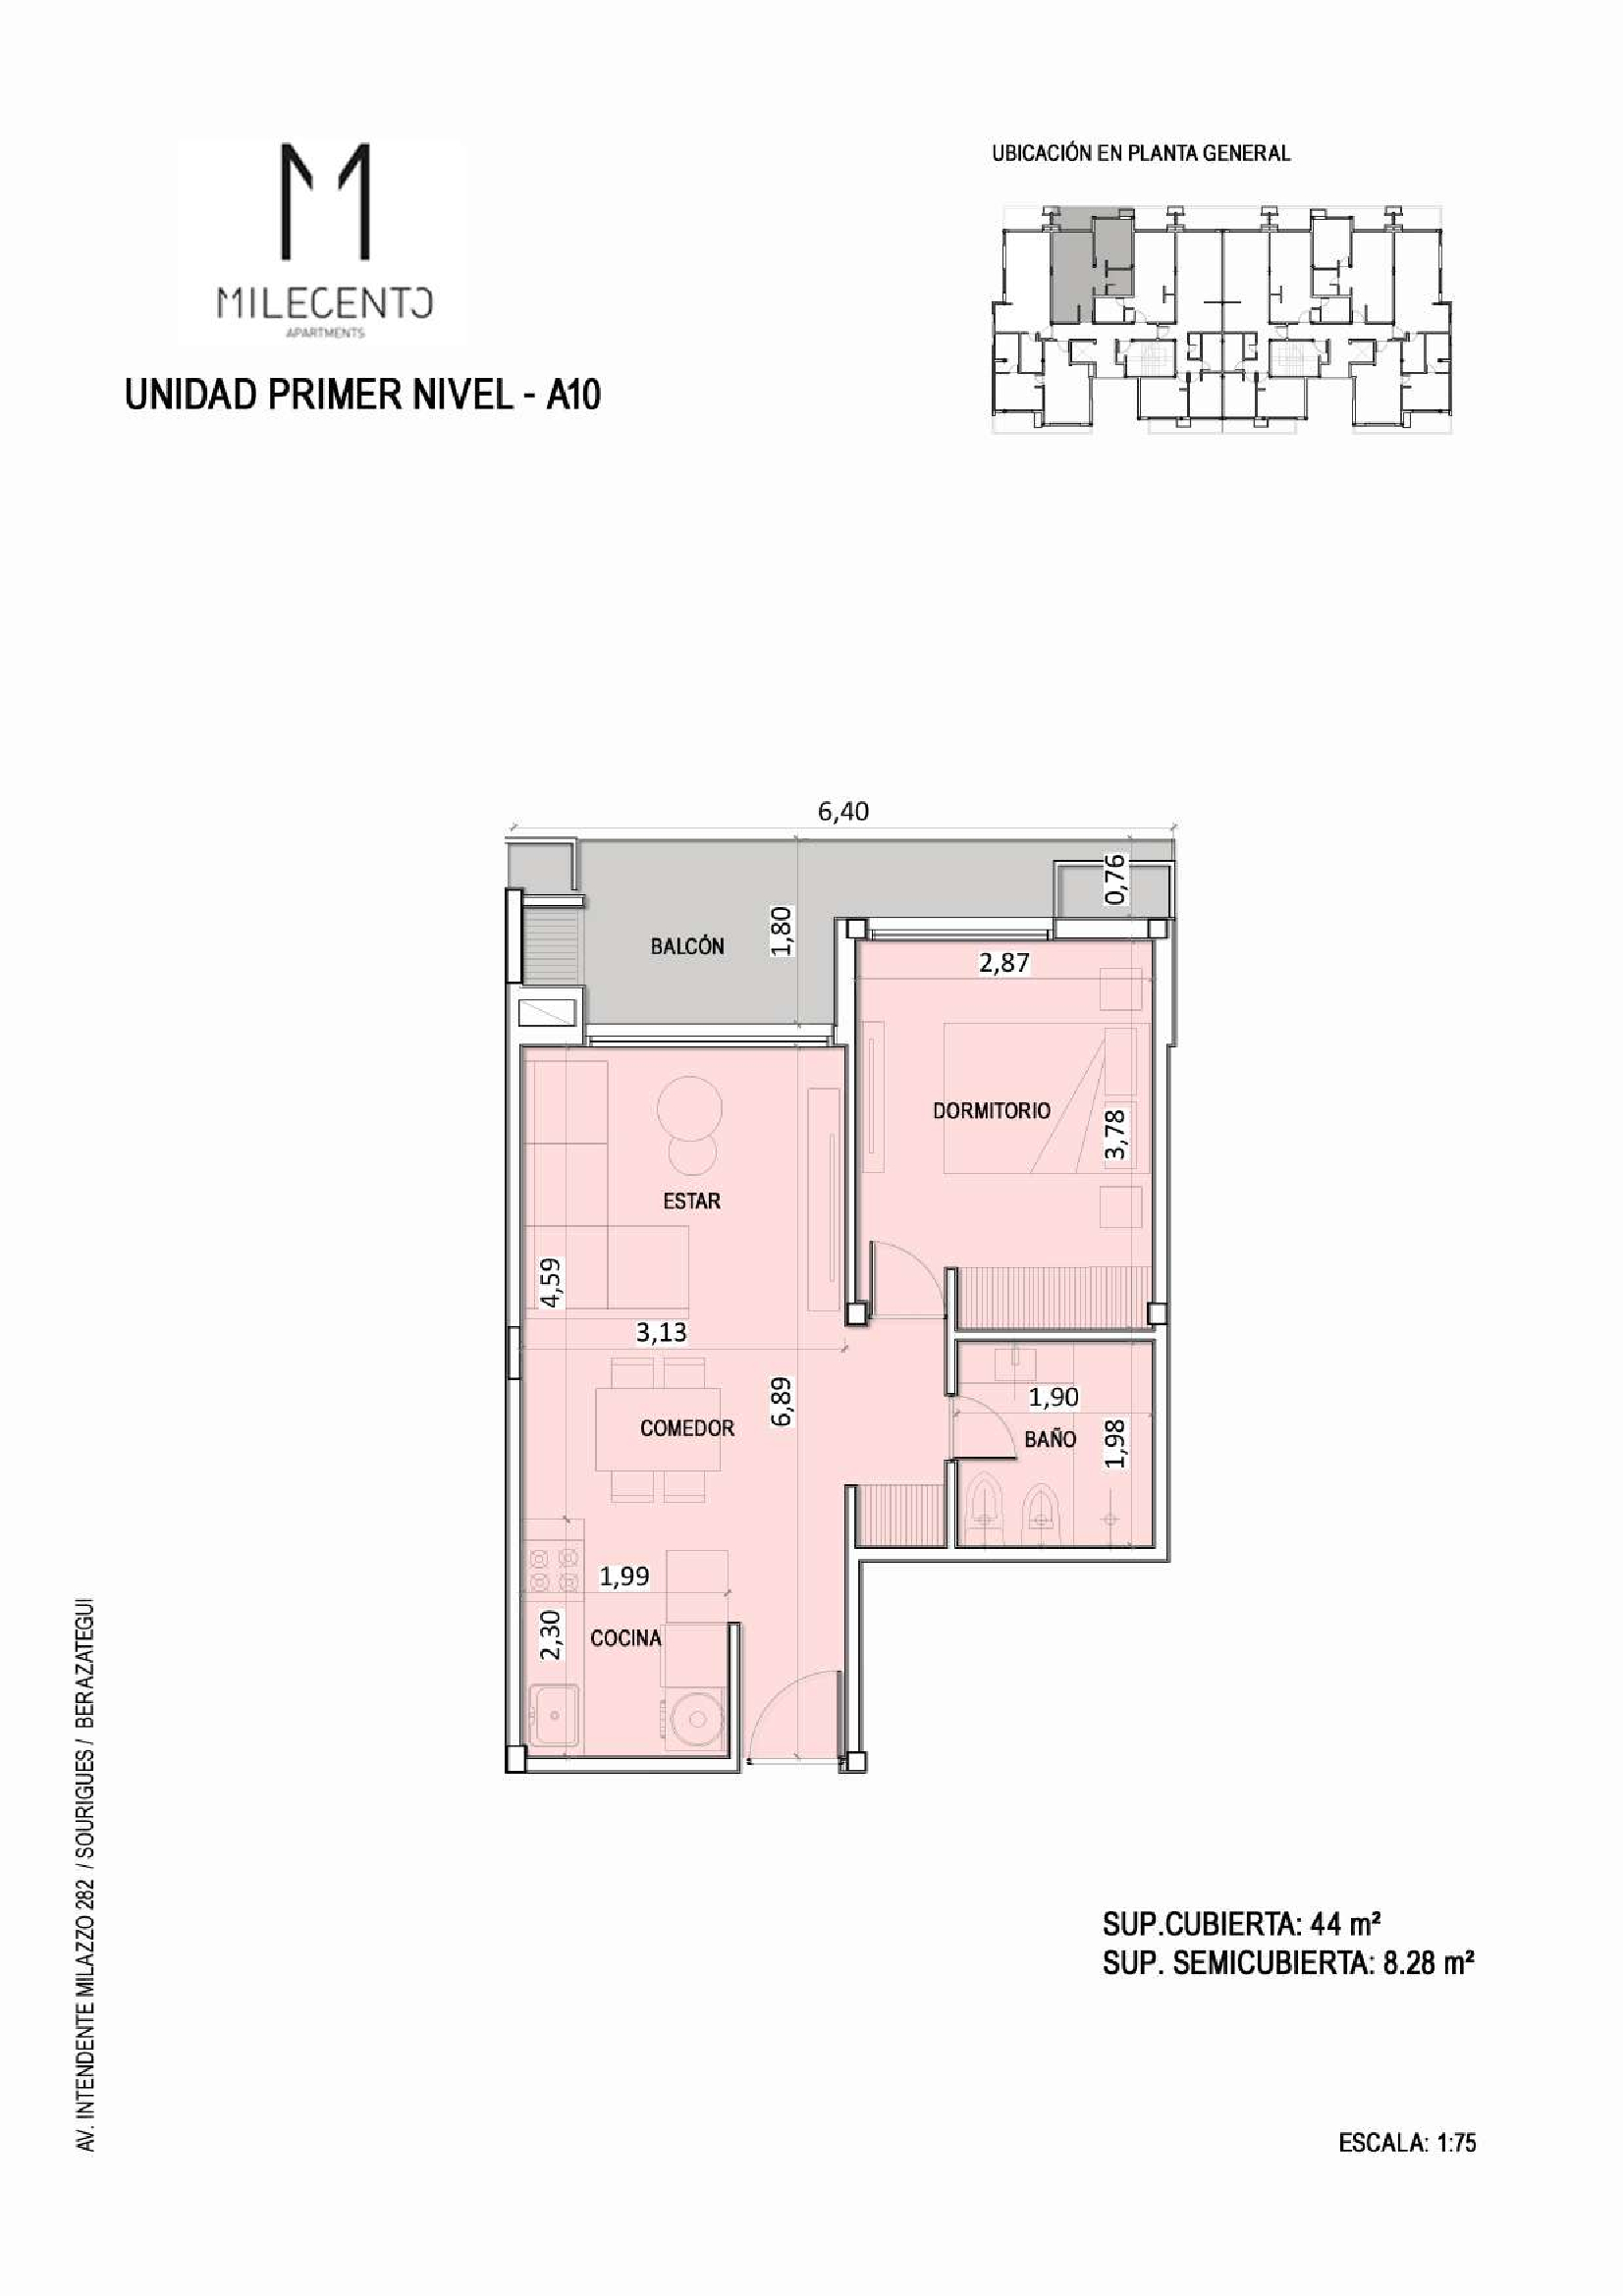 MILECENTO
APARTMENTS
UNIDAD PRIMER NIVEL - A10
UBICACIÓN EN PLANTA GENERAL
6,40
0,76
1,80
BALCÓN
2,87
DORMITORIO
3,78
ESTAR
4,59
3,13
6,89
1,90
COMEDOR
BAÑO
1,98
1,99
2,30
COCINA
AV. INTENDENTE MILAZZO 282 / SOURIGUES / BERAZATEGUI
SUP.CUBIERTA: 44 m²
SUP. SEMICUBIERTA: 8.28 m²
ESCALA: 1:75